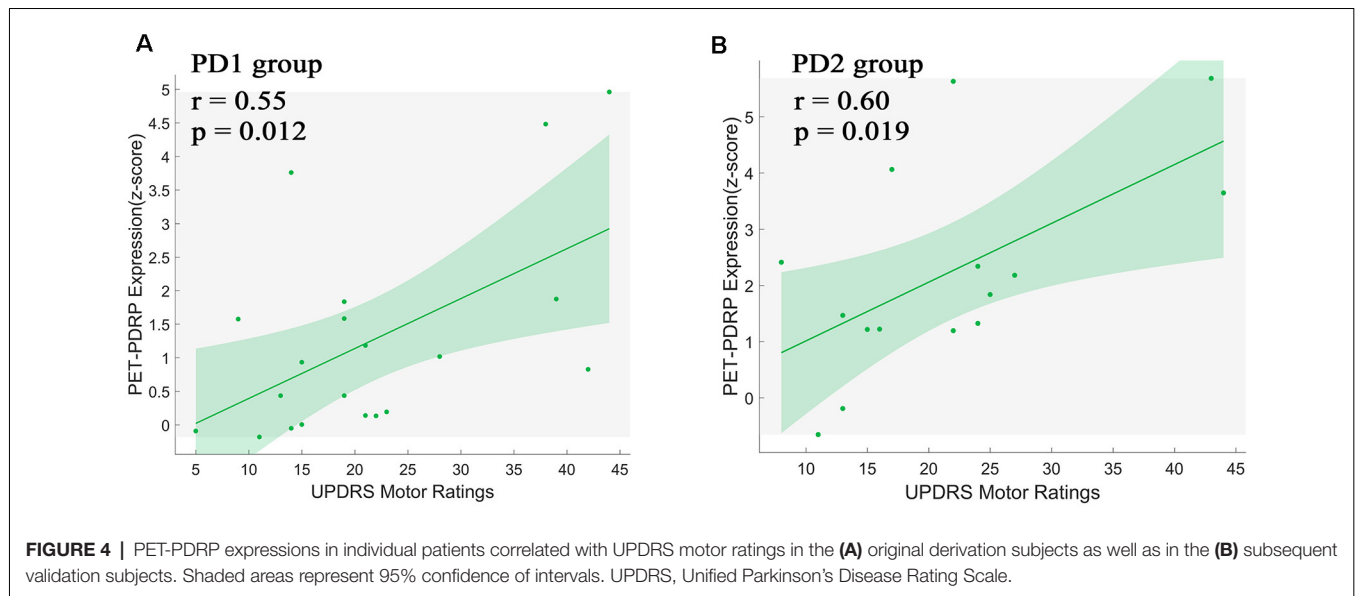 A
PD1 group
r = 0.55
p = 0.012
PET-PDRP Expression(z-score)
5
4.5
4
3.5
3
2.5
2
1.5
1
0.5
0
5 10 15 20 25 30 35 40 45
UPDRS Motor Ratings
B
PD2 group
r = 0.60
p = 0.019
PET-PDRP Expression(z-score)
5
4
3
2
1
0
10 15 20 25 30 35 40 45
UPDRS Motor Ratings
FIGURE 4 | PET-PDRP expressions in individual patients correlated with UPDRS motor ratings in the (A) original derivation subjects as well as in the (B) subsequent
validation subjects. Shaded areas represent 95% confidence of intervals. UPDRS, Unified Parkinson's Disease Rating Scale.